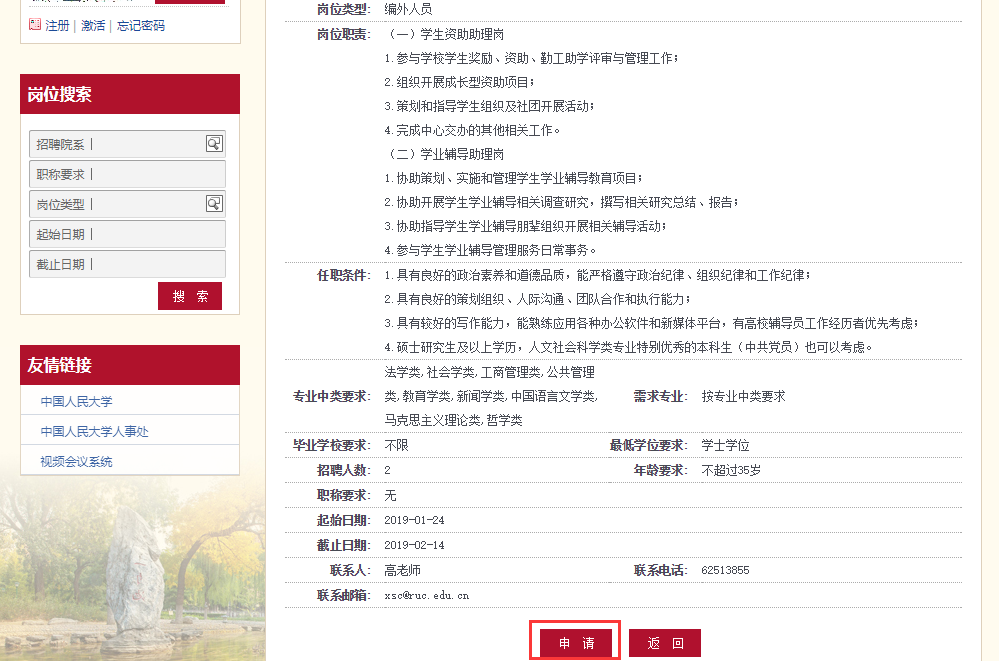 注册 | 激活 | 忘记密码
岗位搜索
招聘院系
职称要求
岗位类型
起始日期
截止日期
搜 索
友情链接
中国人民大学
中国人民大学人事处
视频会议系统
岗位类型: 编外人员
岗位职责: （一）学生资助助理岗
1.参与学校学生奖励、资助、勤工助学评审与管理工作;
2.组织开展成长型资助项目;
3.策划和指导学生组织及社团开展活动;
4.完成中心交办的其他相关工作。
（二）学业辅导助理岗
1.协助策划、实施和管理学生学业辅导教育项目;
2.协助开展学生学业辅导相关调查研究，撰写相关研究总结、报告;
3.协助指导学生学业辅导朋辈组织开展相关辅导活动;
4.参与学生学业辅导管理服务日常事务。
任职条件: 1.具有良好的政治素养和道德品质，能严格遵守政治纪律、组织纪律和工作纪律;
2.具有良好的策划组织、人际沟通、团队合作和执行能力;
3.具有较好的写作能力，能熟练应用各种办公软件和新媒体平台，有高校辅导员工作经历者优先考虑;
4.硕士研究生及以上学历，人文社会科学类专业特别优秀的本科生（中共党员）也可以考虑。
专业中类要求: 法学类,社会学类,工商管理类,公共管理
类,教育学类,新闻学类,中国语言文学类,
马克思主义理论类,哲学类
需求专业: 按专业中类要求
毕业学校要求: 不限 最低学位要求: 学士学位
招聘人数: 2 年龄要求: 不超过35岁
职称要求: 无
起始日期: 2019-01-24
截止日期: 2019-02-14
联系人: 高老师 联系电话: 62513855
联系邮箱: xsc@ruc.edu.cn
申 请 返 回